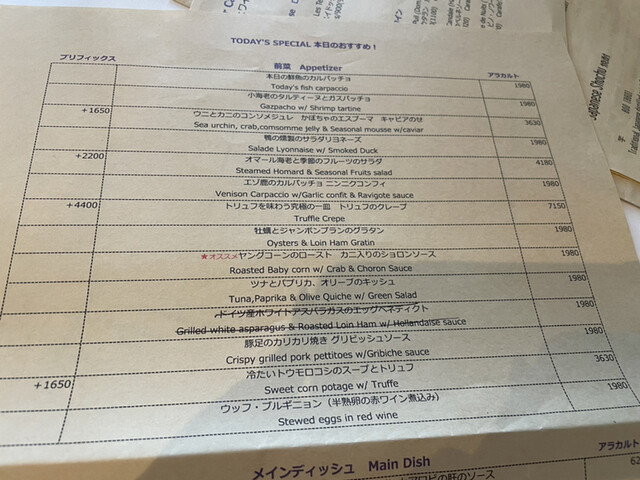 TODAY'S SPECIAL 本日のおすすめ！
プリフィックス
前菜 Appetizer
アラカルト
本日の鮮魚のカルパッチョ
Today's fish carpaccio 1980
小海老のタルティーヌとガスパチョ
Gazpacho w/ Shrimp tartine 1980
+1650 ウニとカニのコンソメジュレ かぼちゃのエスプーマ キャビアのせ
Sea urchin, crab,comsomme jelly & Seasonal mousse w/caviar 3630
鴨の燻製のサラダリヨネーズ
Salade Lyonnaise w/ Smoked Duck 1980
+2200 オマール海老と季節のフルーツのサラダ
Steamed Homard & Seasonal Fruits salad 4180
エゾ鹿のカルパッチョ ニンニクコンフィ
Venison Carpaccio w/Garlic confit & Ravigote sauce 1980
+4400 トリュフを味わう究極の一皿 トリュフのクレープ
Truffle Crepe 7150
牡蠣とジャンボンブランのグラタン
Oysters & Loin Ham Gratin 1980
★オススメヤングコーンのロースト カニ入りのショロンソース
Roasted Baby corn w/ Crab & Choron Sauce 1980
ツナとパプリカ、オリーブのキッシュ
Tuna,Paprika & Olive Quiche w/ Green Salad 1980
ドイツ産ホワイトアスパラガスのエッグベネディクト
Grilled white asparagus & Roasted Loin Ham w/ Hollandaise sauce 1980
豚足のカリカリ焼き グリビッシュソース
Crispy grilled pork pettitoes w/Gribiche sauce 1980
+1650 冷たいトウモロコシのスープとトリュフ
Sweet corn potage w/ Truffe 3630
ウッフ・ブルギニョン（半熟卵の赤ワイン煮込み）
Stewed eggs in red wine 1980
メインディッシュ Main Dish
アラカルト
Japanese Shochu